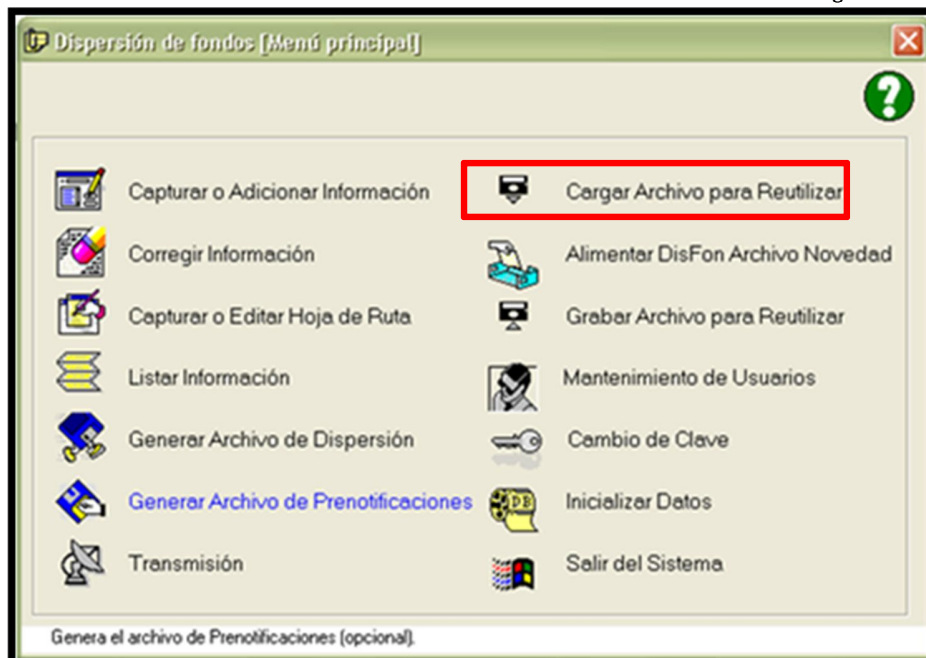 Dispersión de fondos [Menú principal]
Capturar o Adicionar Información
Corregir Información
Capturar o Editar Hoja de Ruta
Listar Información
Generar Archivo de Dispersión
Generar Archivo de Prenotificaciones
Transmisión
Cargar Archivo para Reutilizar
Alimentar DisFon Archivo Novedad
Grabar Archivo para Reutilizar
Mantenimiento de Usuarios
Cambio de Clave
DB
Inicializar Datos
Salir del Sistema
Genera el archivo de Prenotificaciones (opcional).